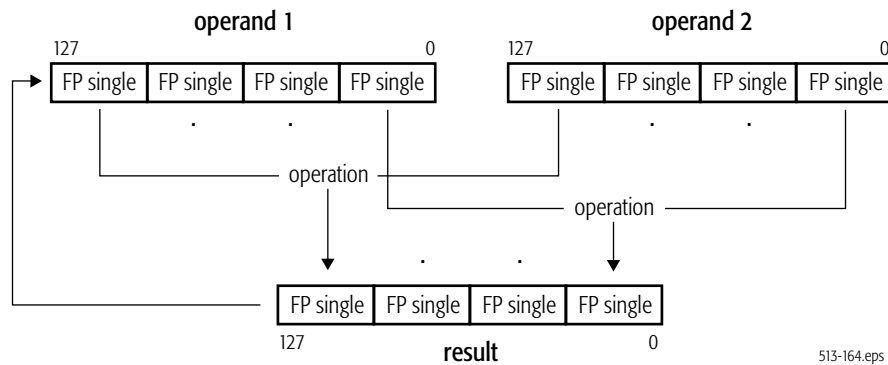 operand 1 operand 2
127 0 127 0
FP single FP single FP single FP single FP single FP single FP single FP single
. . . .
operation
operation
. .
FP single FP single FP single FP single
127 0
result
513-164.eps